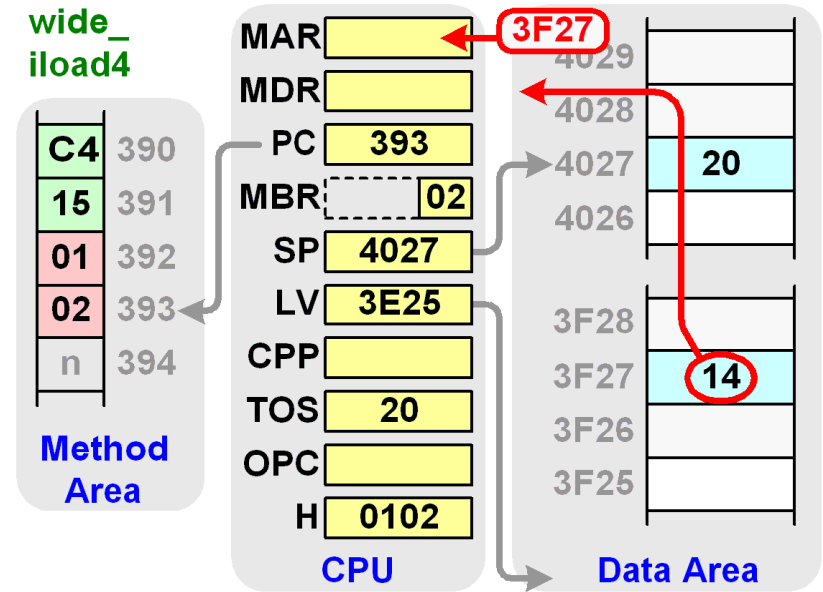 wide_
iload4
C4 390
15 391
01 392
02 393
n 394
Method
Area
MAR
MDR
PC 393
MBR 02
SP 4027
LV 3E25
CPP
TOS 20
OPC
H 0102
CPU
3F27
4029
4028
4027 20
4026
3F28
3F27 14
3F26
3F25
Data Area